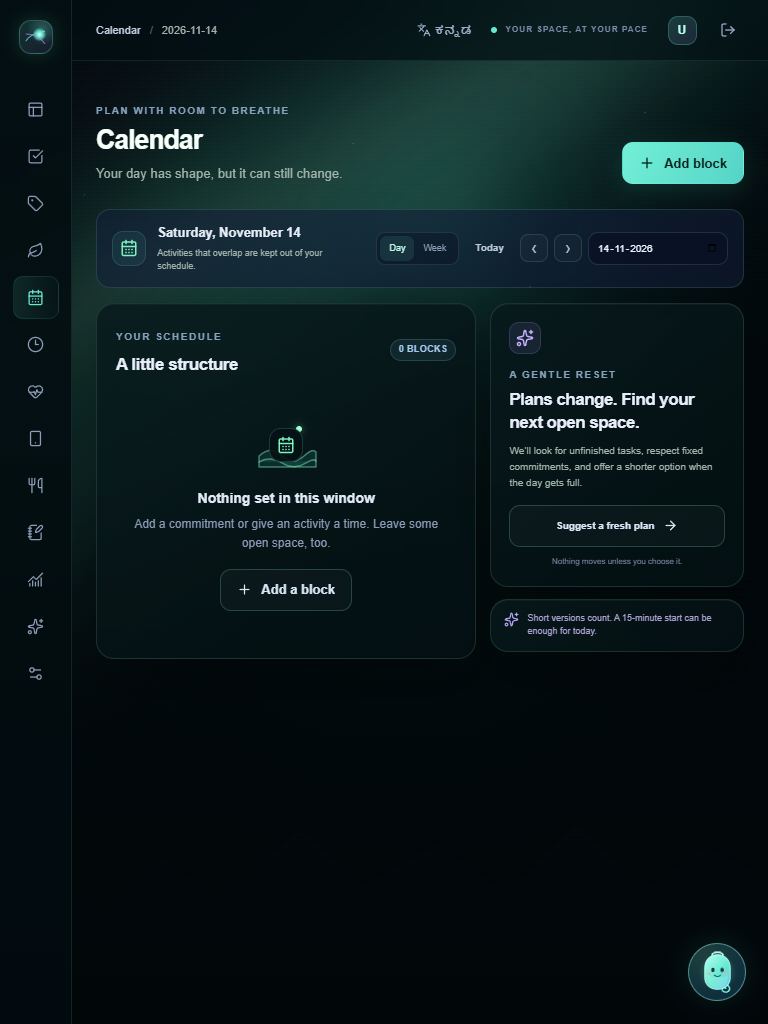 Calendar / 2026-11-14
ಕನ್ನಡ
YOUR SPACE, AT YOUR PACE
U
PLAN WITH ROOM TO BREATHE
Calendar
Your day has shape, but it can still change.
+ Add block
Saturday, November 14
Activities that overlap are kept out of your
schedule.
Day Week
Today
14-11-2026
YOUR SCHEDULE
A little structure
0 BLOCKS
Nothing set in this window
Add a commitment or give an activity a time. Leave some
open space, too.
+ Add a block
A GENTLE RESET
Plans change. Find your
next open space.
We'll look for unfinished tasks, respect fixed
commitments, and offer a shorter option when
the day gets full.
Suggest a fresh plan →
Nothing moves unless you choose it.
Short versions count. A 15-minute start can be
enough for today.